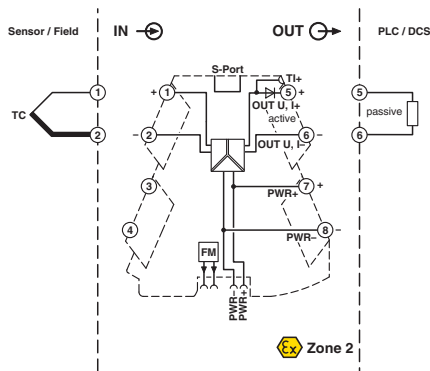 Sensor / Field
IN
OUT
PLC / DCS
S-Port
TI+
TC
1
2
+ 1
5 +
OUT U, I+
active
- 2
6 -
OUT U, I-
5
passive
6
3
7 +
PWR+
4
8 -
PWR-
FM
PWR-
PWR+
Ex Zone 2